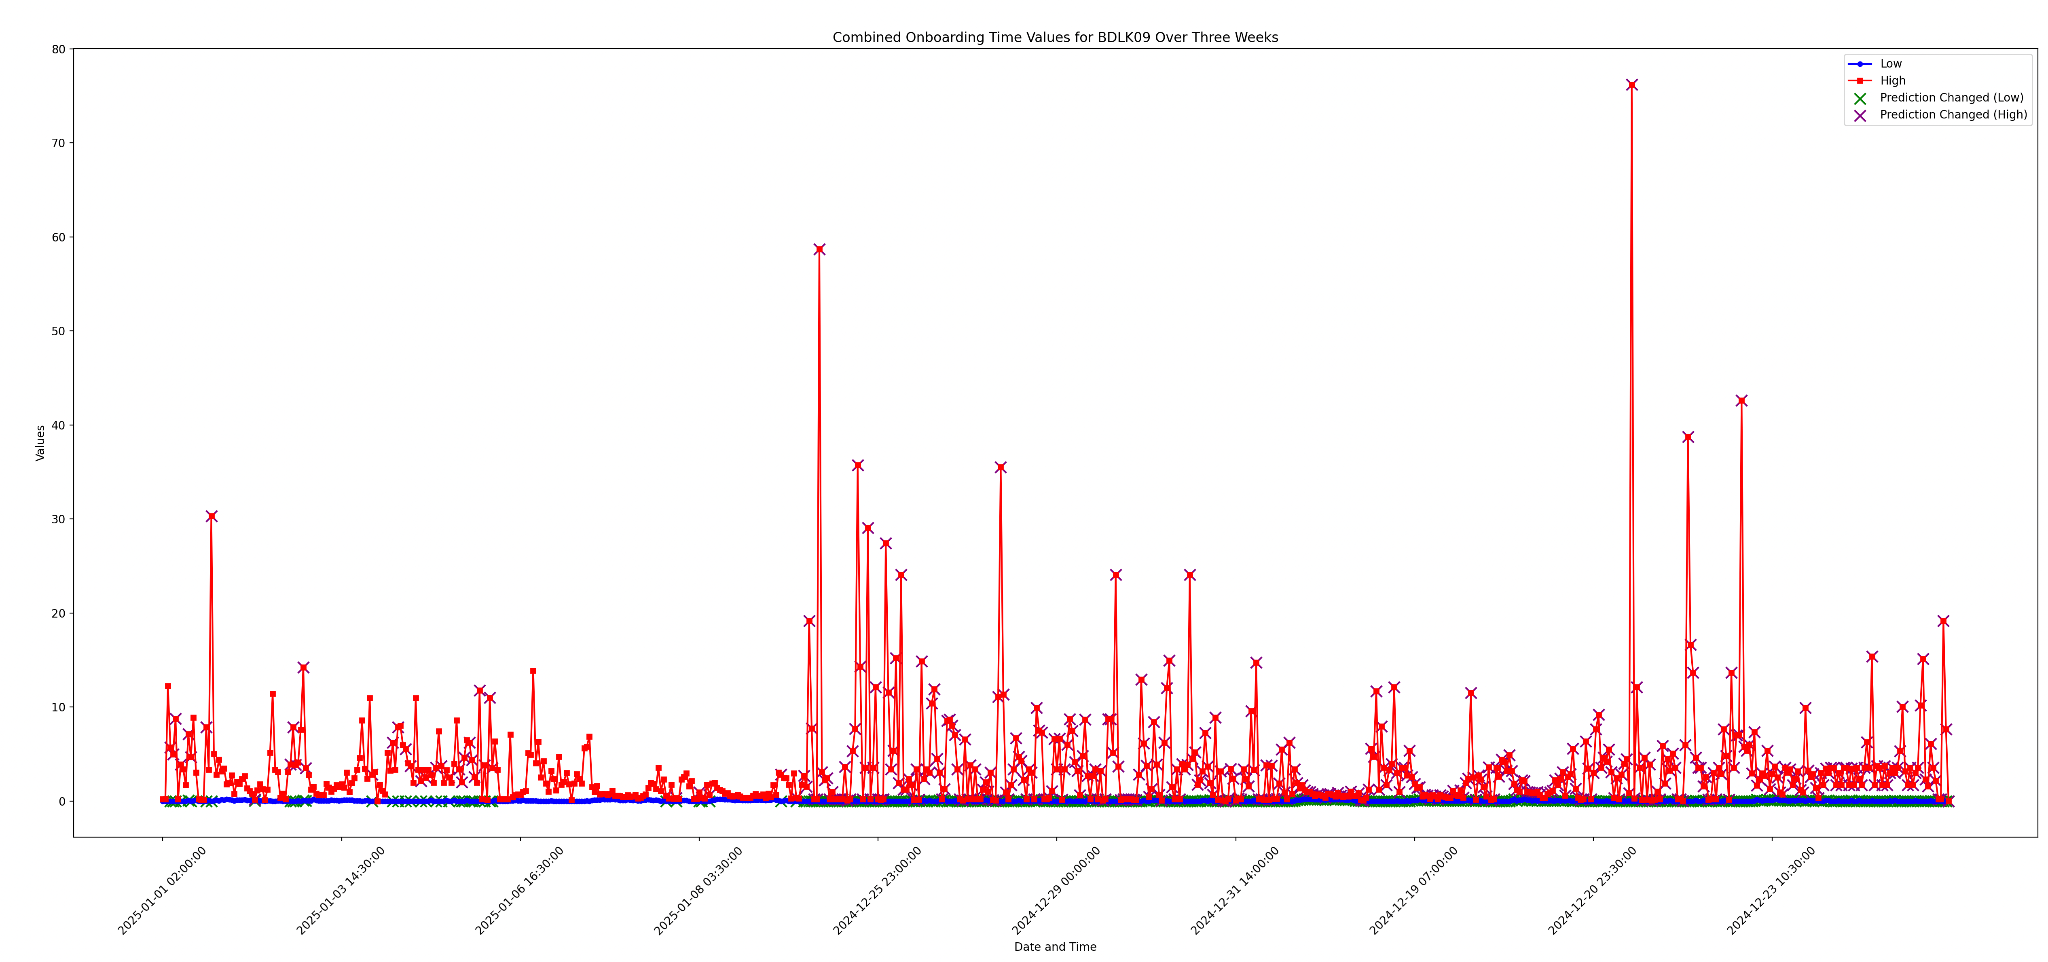 Combined Onboarding Time Values for BDLK09 Over Three Weeks
80
70
60
50
40
30
20
10
0
Values
Low
High
Prediction Changed (Low)
Prediction Changed (High)
2025-01-01 02:00:00
2025-01-03 14:30:00
2025-01-06 16:30:00
2025-01-08 03:30:00
2024-12-25 23:00:00
2024-12-29 00:00:00
2024-12-31 14:00:00
2024-12-19 07:00:00
2024-12-20 23:30:00
2024-12-23 10:30:00
Date and Time